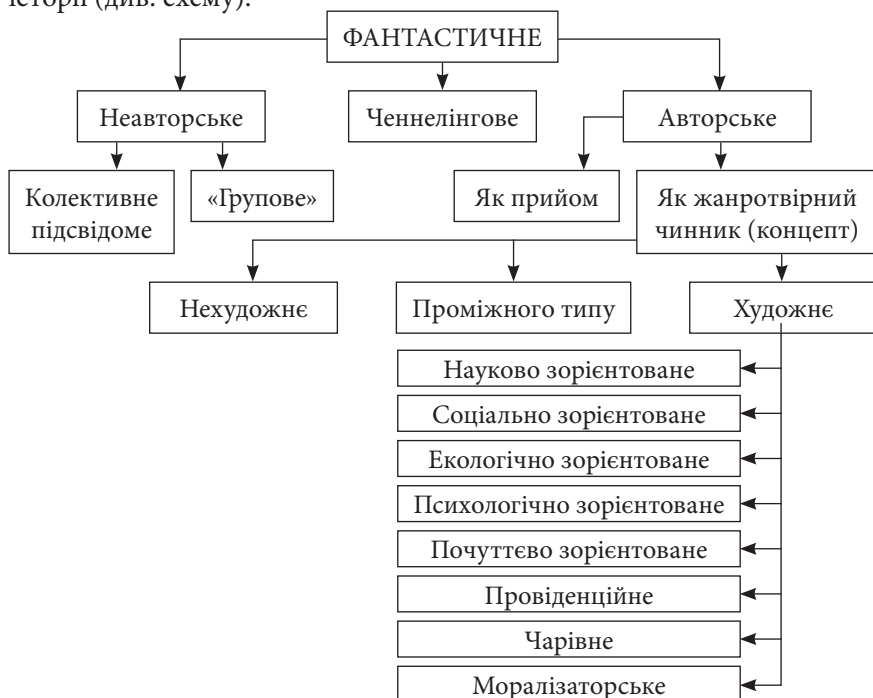 історії (див. схему).
ФАНТАСТИЧНЕ
Неавторське
Ченнелінгове
Авторське
Колективне
підсвідоме
«Групове»
Як прийом
Як жанротвірний
чинник (концепт)
Нехудожнє
Проміжного типу
Художнє
Науково зорієнтоване
Соціально зорієнтоване
Екологічно зорієнтоване
Психологічно зорієнтоване
Почуттєво зорієнтоване
Провіденційне
Чарівне
Моралізаторське